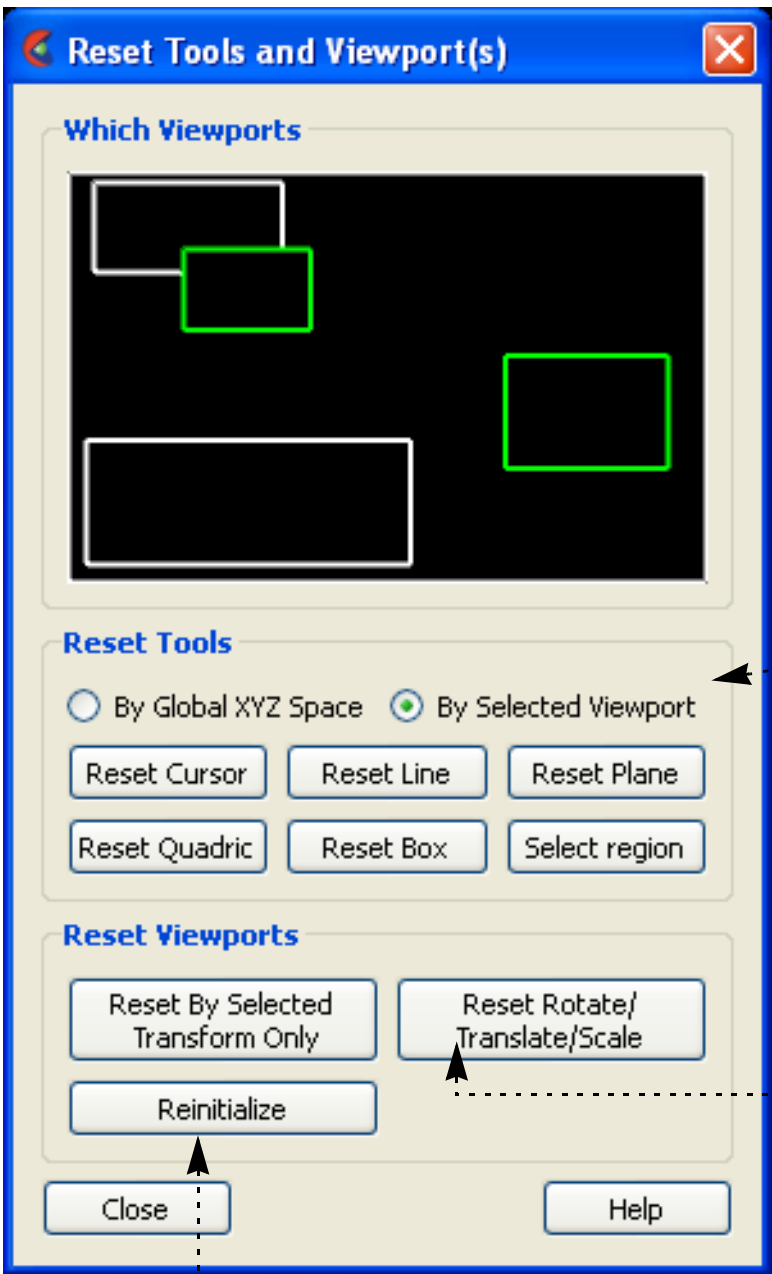 Reset Tools and Viewport(s)
Which Viewports
Reset Tools
By Global XYZ Space By Selected Viewport
Reset Cursor Reset Line Reset Plane
Reset Quadric Reset Box Select region
Reset Viewports
Reset By Selected
Transform Only
Reset Rotate/
Translate/Scale
Reinitialize
Close Help